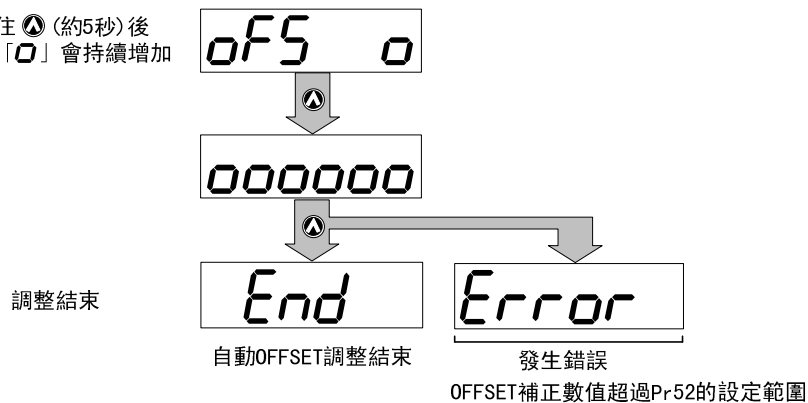 住 (約5秒)後
「o」會持續增加
oFS o
oooooo
調整結束
End
Error
自動OFFSET調整結束
發生錯誤
OFFSET補正數值超過Pr52的設定範圍